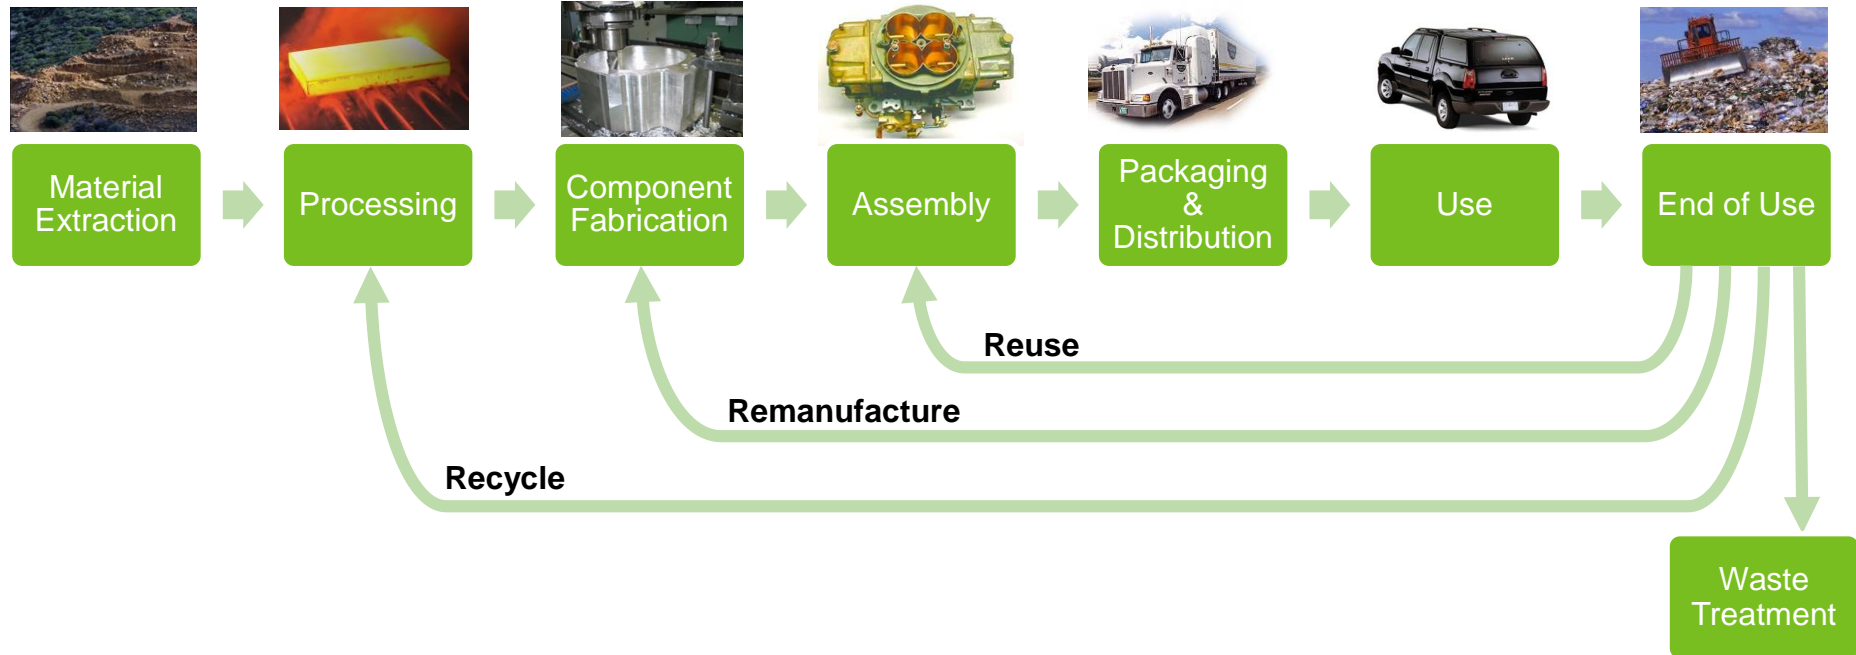 Material
Extraction
Processing
Component
Fabrication
Assembly
Packaging
&
Distribution
Use
End of Use
Reuse
Remanufacture
Recycle
Waste
Treatment